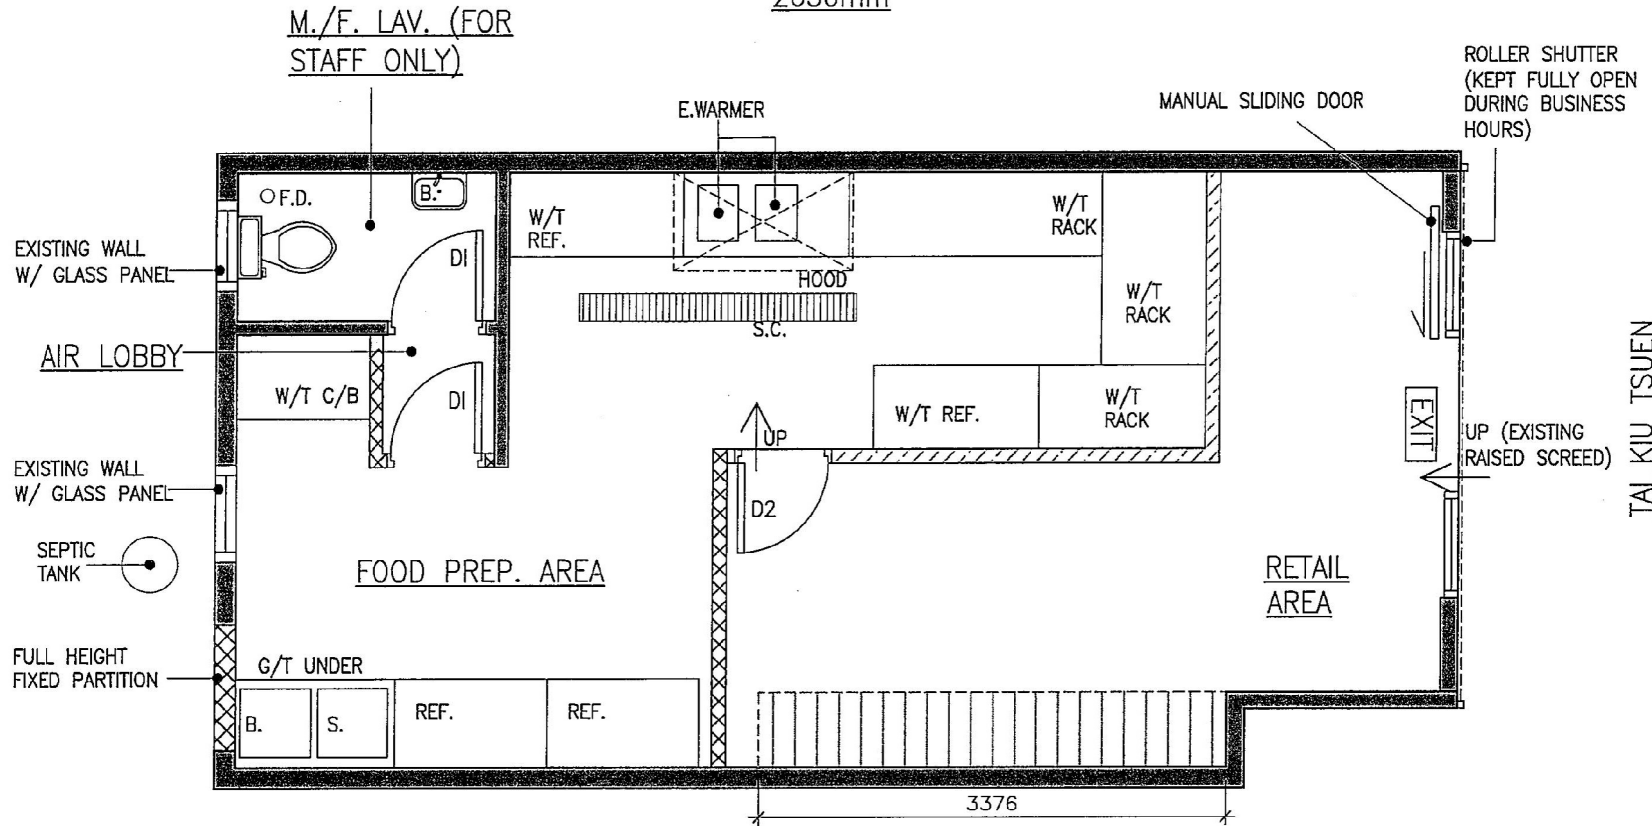 M./F. LAV. (FOR
STAFF ONLY)
ROLLER SHUTTER
(KEPT FULLY OPEN
DURING BUSINESS
HOURS)
MANUAL SLIDING DOOR
E.WARMER
F.D.
B.
W/T
REF.
W/T
RACK
EXISTING WALL
W/ GLASS PANEL
D1
HOOD
W/T
RACK
S.C.
AIR LOBBY
W/T C/B
D1
W/T REF.
W/T
RACK
EXIT
UP
UP (EXISTING
RAISED SCREED)
TAI KIU TSUEN
EXISTING WALL
W/ GLASS PANEL
D2
SEPTIC
TANK
FOOD PREP. AREA
RETAIL
AREA
FULL HEIGHT
FIXED PARTITION
G/T UNDER
B.
S.
REF.
REF.
3376